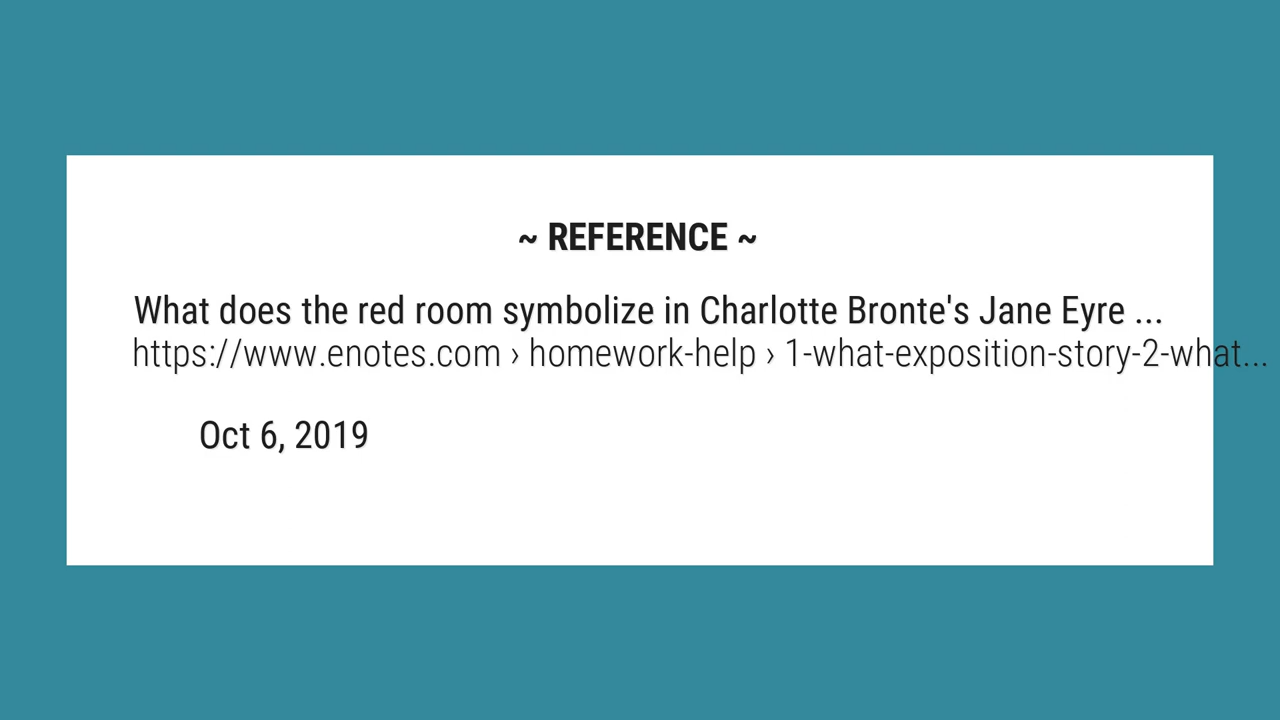 ~ REFERENCE ~
What does the red room symbolize in Charlotte Bronte's Jane Eyre ...
https://www.enotes.com › homework-help › 1-what-exposition-story-2-what...
Oct 6, 2019